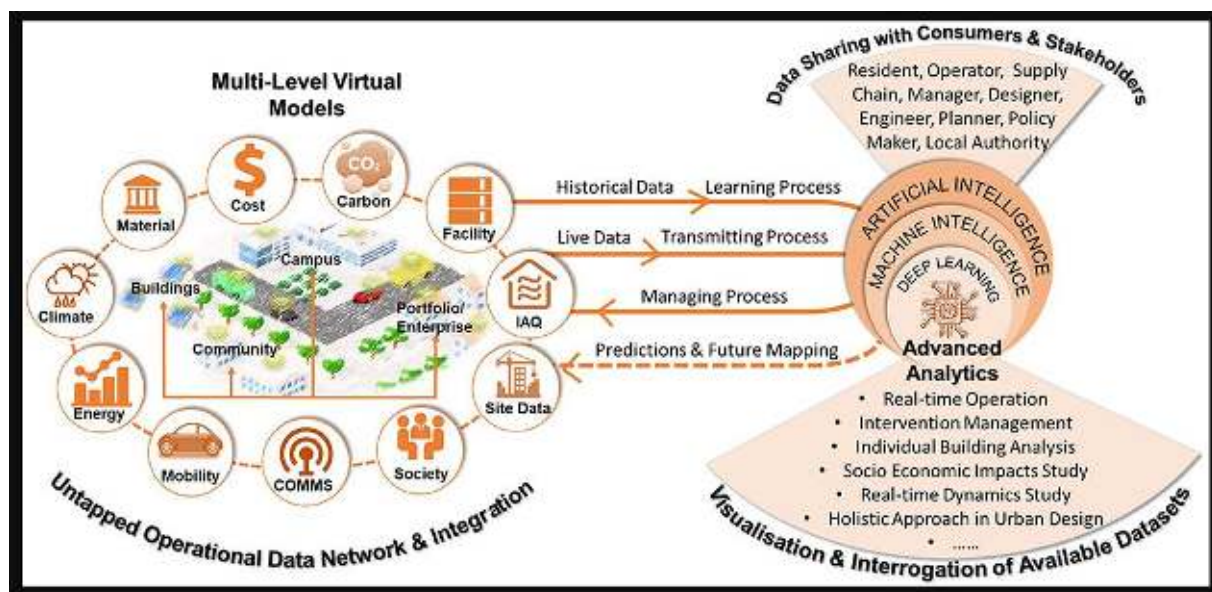 Multi-Level Virtual
Models
Material
Cost
CO₂
Carbon
Facility
Climate
Buildings
Campus
Portfolio/
Enterprise
Community
IAQ
Energy
Mobility
COMMS
Society
Site Data
Untapped Operational Data Network & Integration
Historical Data Learning Process
Live Data Transmitting Process
Managing Process
Predictions & Future Mapping
Data Sharing with Consumers & Stakeholders
Resident, Operator, Supply
Chain, Manager, Designer,
Engineer, Planner, Policy
Maker, Local Authority
ARTIFICIAL INTELLIGENCE
MACHINE INTELLIGENCE
DEEP LEARNING
Advanced
Analytics
• Real-time Operation
• Intervention Management
• Individual Building Analysis
• Socio Economic Impacts Study
• Real-time Dynamics Study
• Holistic Approach in Urban Design
• ......
Visualisation & Interrogation of Available Datasets